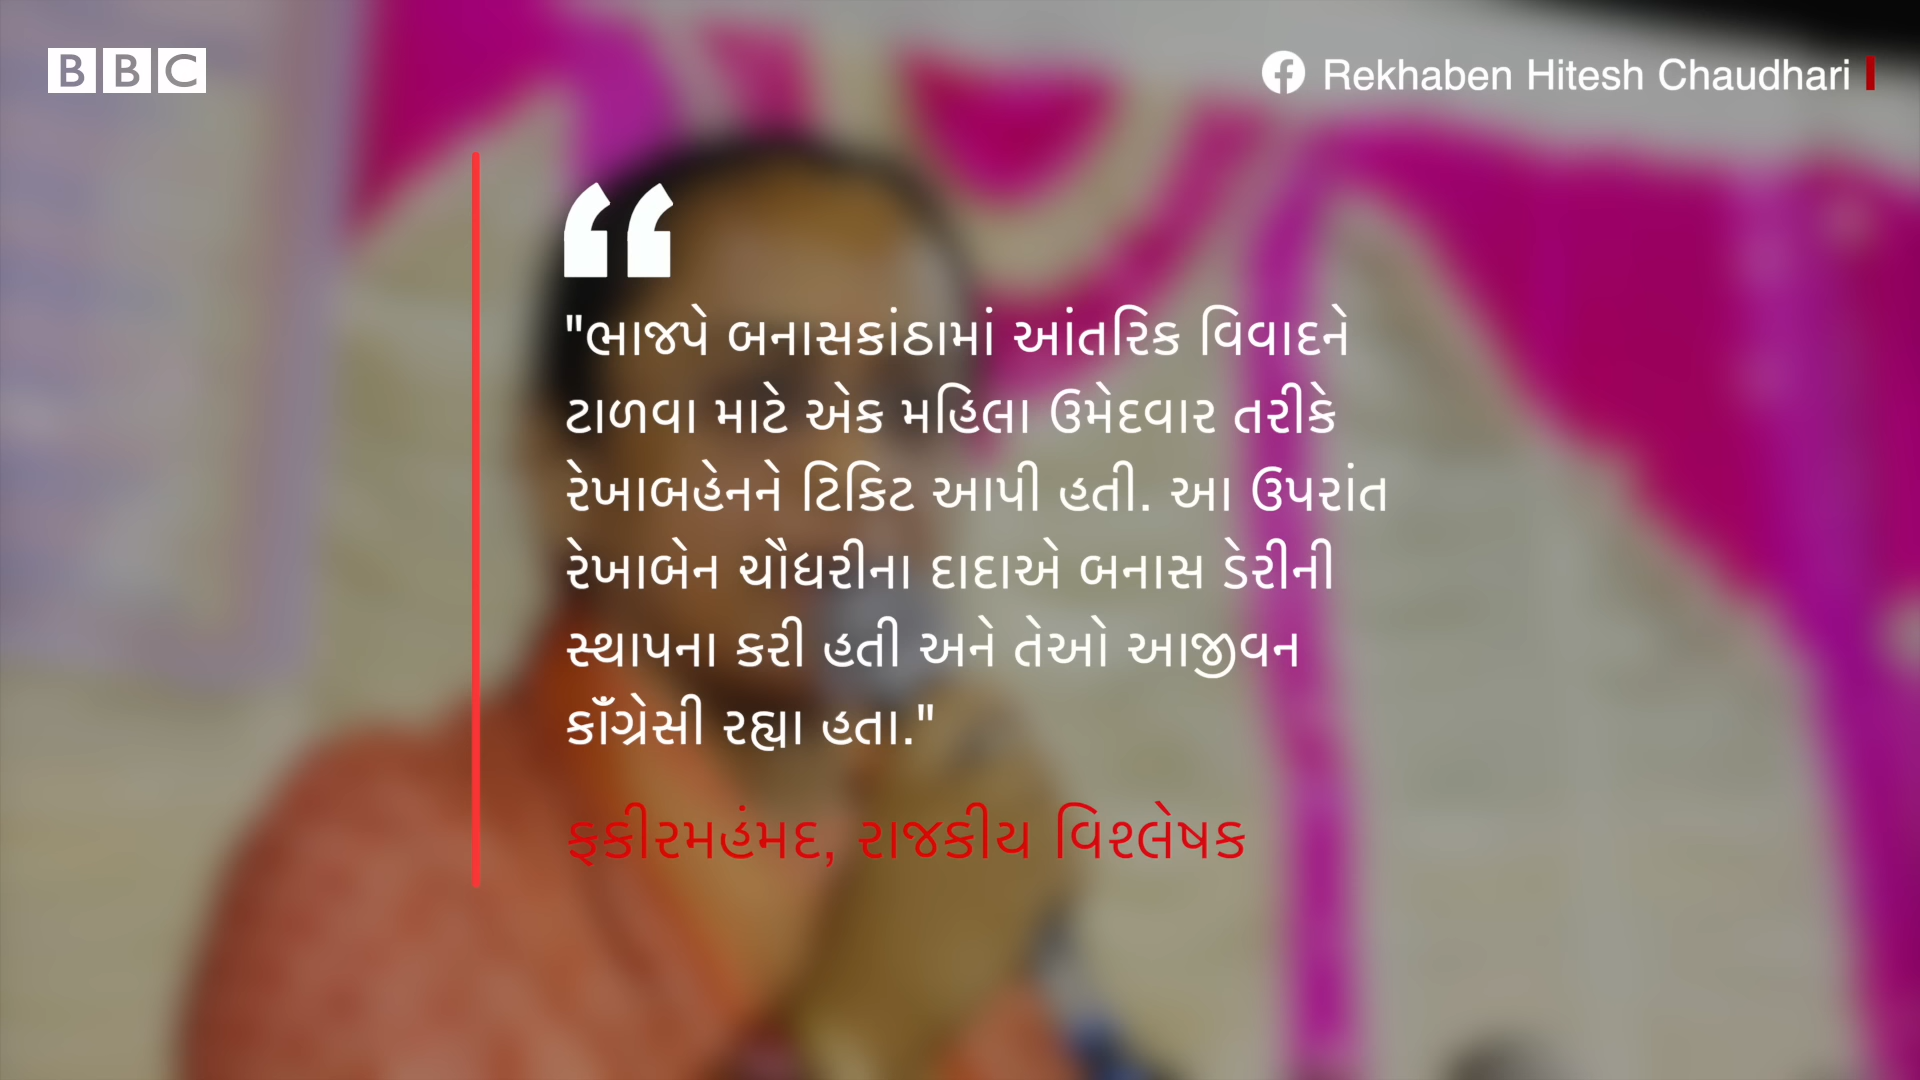 BBC
Rekhaben Hitesh Chaudhari
"ભાજપે બનાસકાંઠામાં આંતરિક વિવાદને
ટાળવા માટે એક મહિલા ઉમેદવાર તરીકે
રેખાબહેનને ટિકિટ આપી હતી. આ ઉપરાંત
રેખાબેન ચૌધરીના દાદાએ બનાસ ડેરીની
સ્થાપના કરી હતી અને તેઓ આજીવન
કૉંગ્રેસી રહ્યા હતા."
ફકીરમહંમદ, રાજકીય વિશ્લેષક